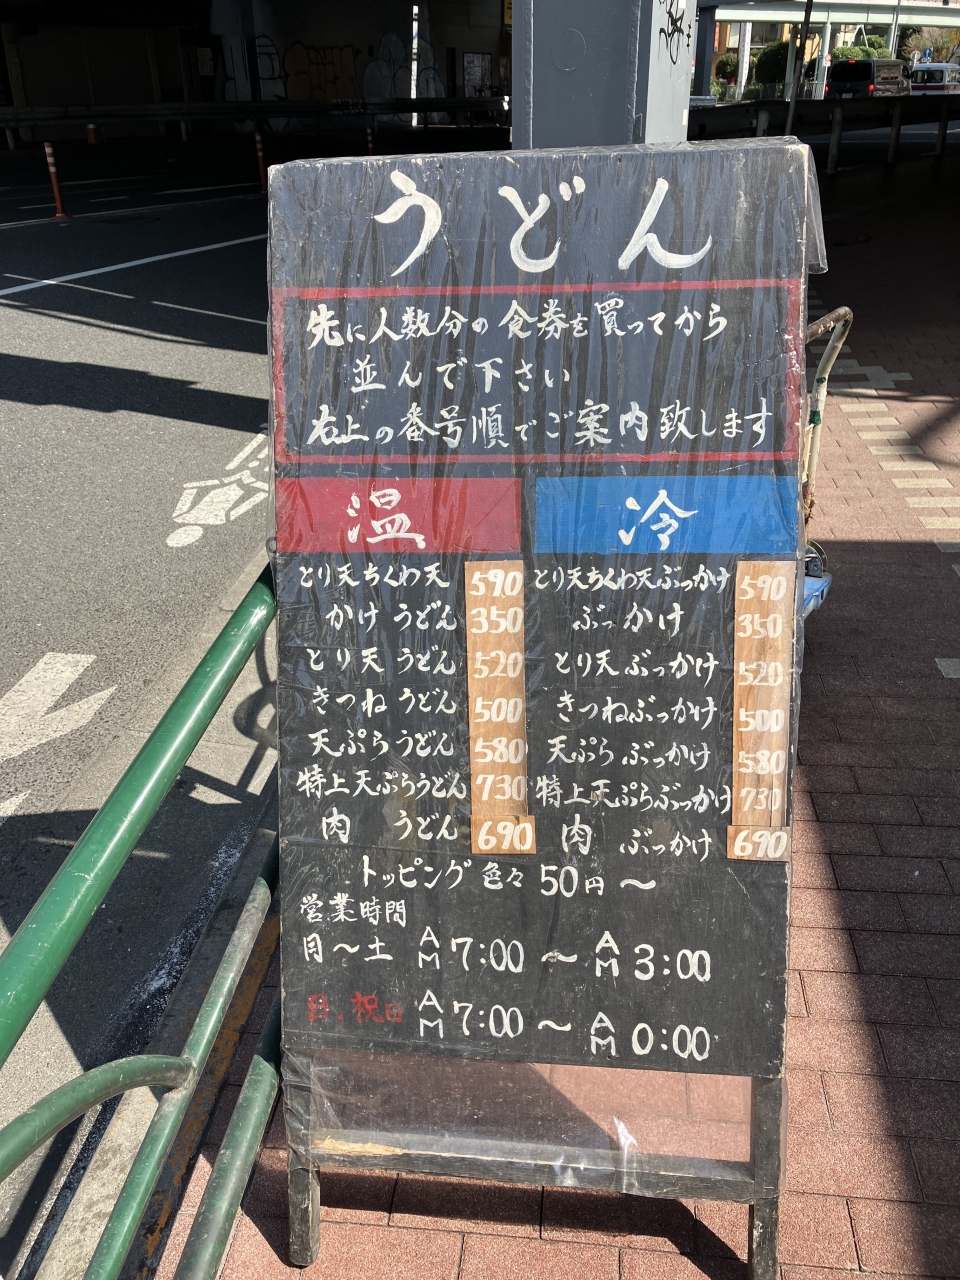 うどん
先に人数分の食券を買ってから
並んで下さい
右上の番号順でご案内致します
温 冷
とり天ちくわ天 590 とり天ちくわ天ぶっかけ 590
かけうどん 350 ぶっかけ 350
とり天うどん 520 とり天ぶっかけ 520
きつねうどん 500 きつねぶっかけ 500
天ぷらうどん 580 天ぷらぶっかけ 580
特上天ぷらうどん 730 特上天ぷらぶっかけ 730
肉うどん 690 肉ぶっかけ 690
トッピング色々50円〜
営業時間
月〜土 AM7:00〜AM3:00
日、祝日 AM7:00〜AM0:00